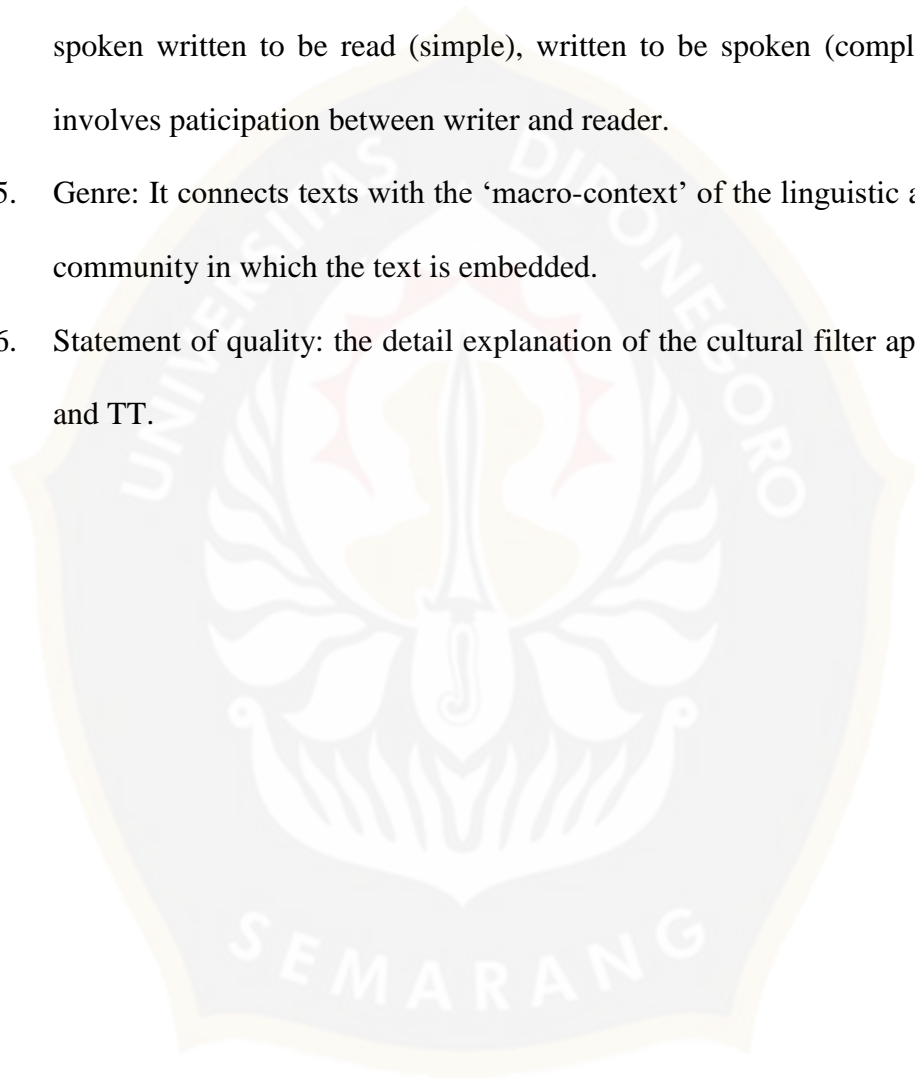 spoken written to be read (simple), written to be spoken (compl
involves paticipation between writer and reader.
5. Genre: It connects texts with the ‘macro-context’ of the linguistic a
community in which the text is embedded.
6. Statement of quality: the detail explanation of the cultural filter ap
and TT.
UNIVERSITAS DIPONEGORO
SEMARANG